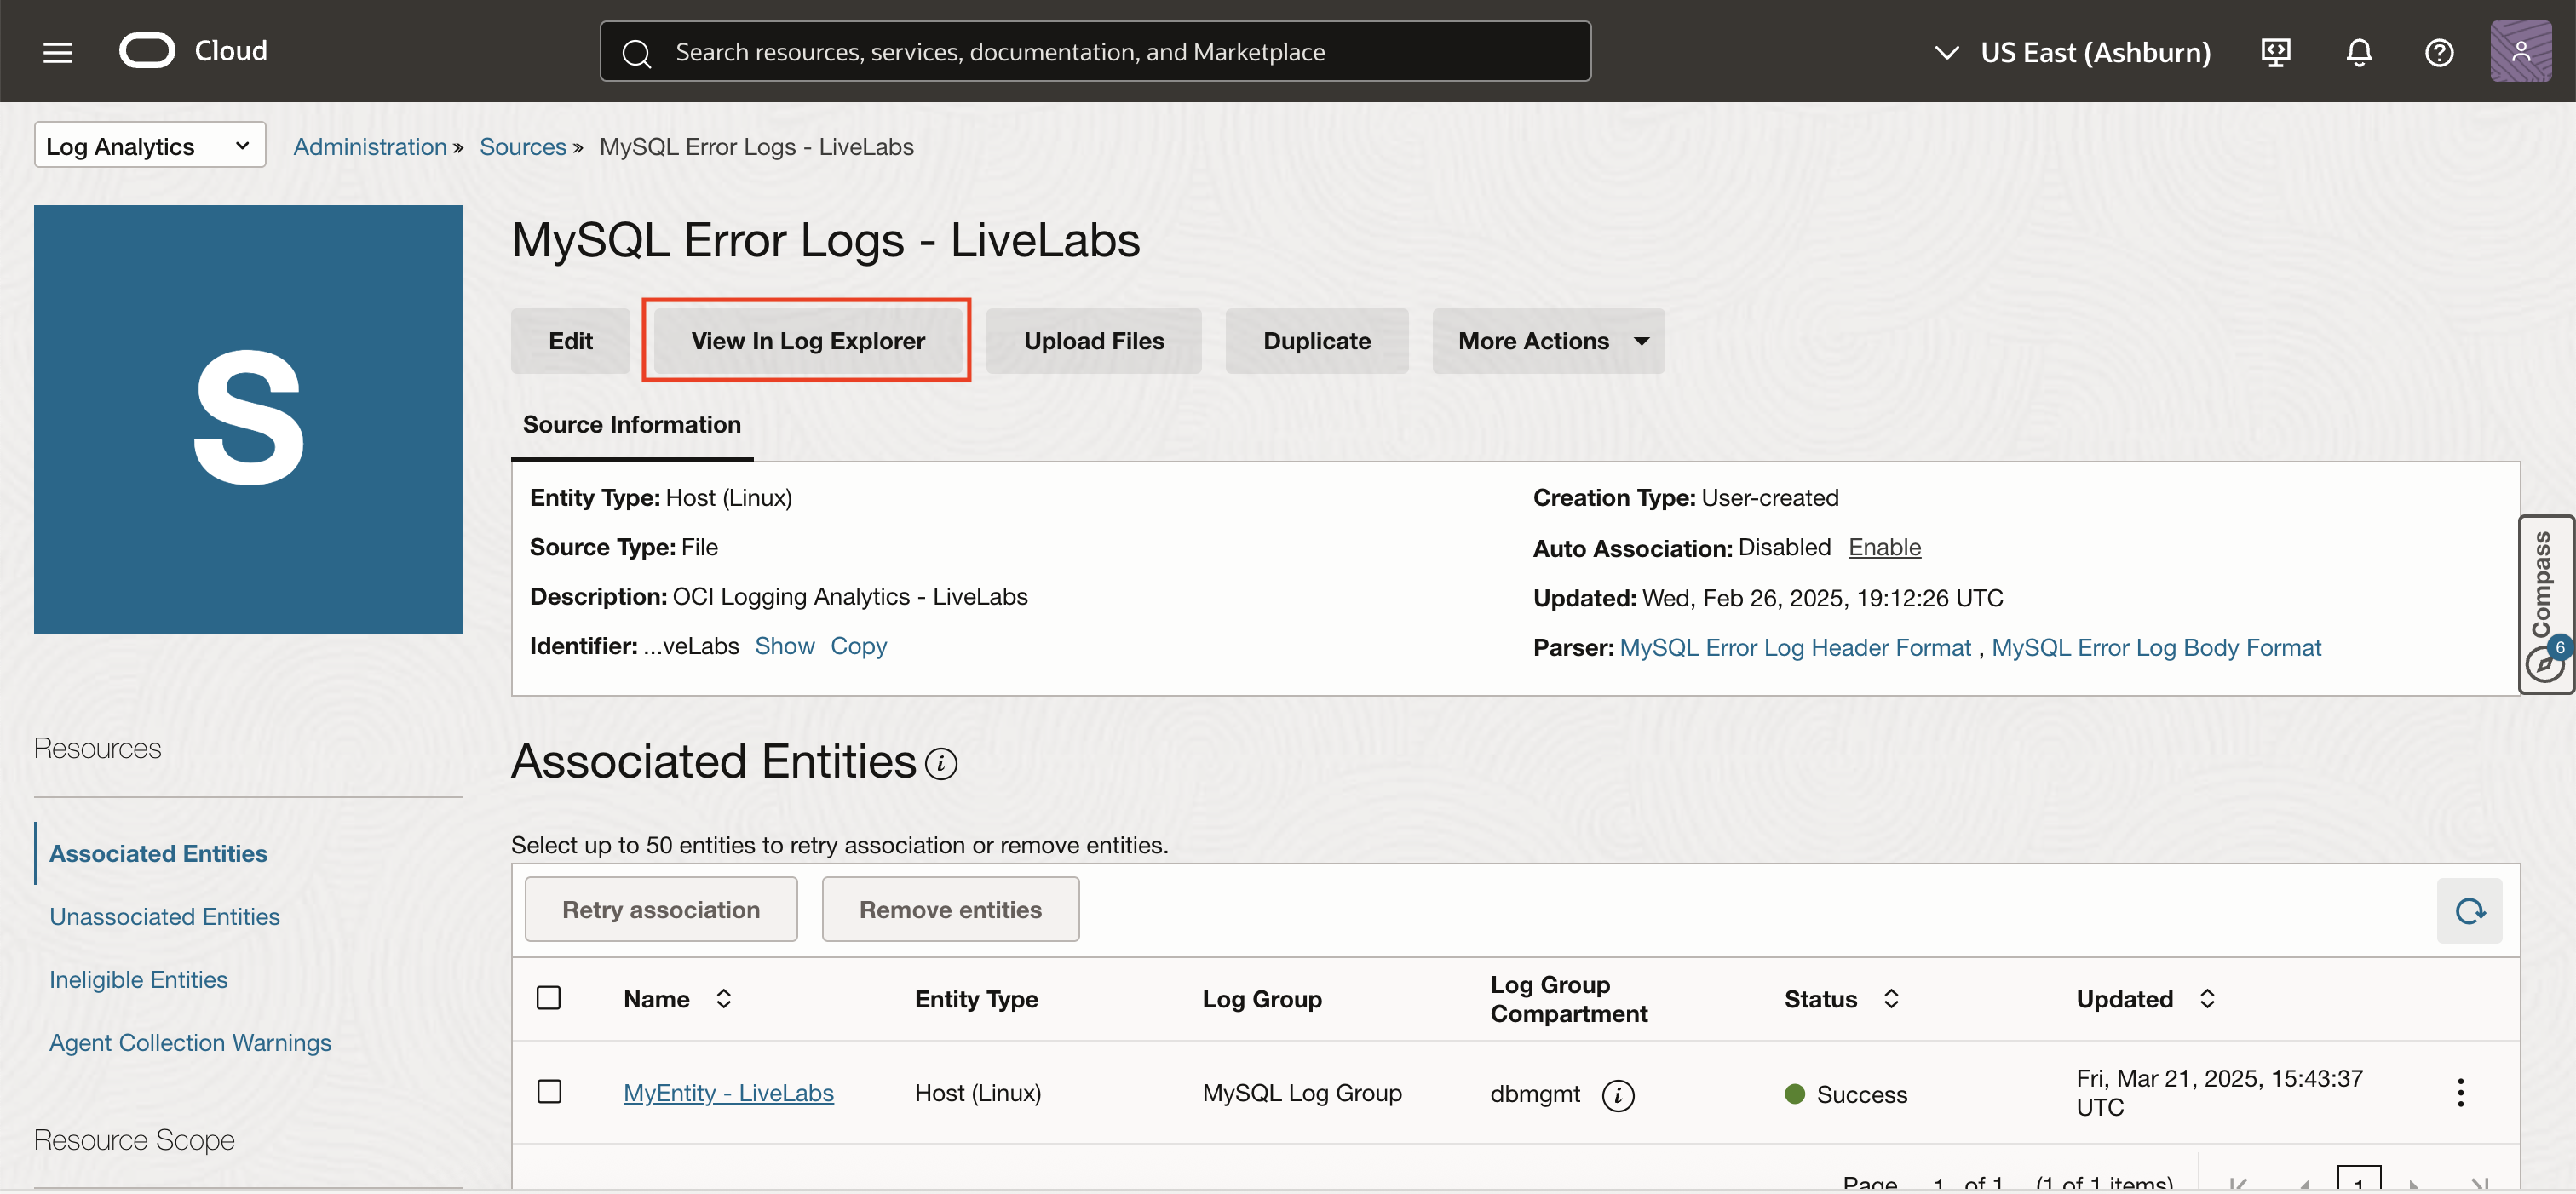 Cloud
Search resources, services, documentation, and Marketplace
US East (Ashburn)
Log Analytics
Administration » Sources » MySQL Error Logs - LiveLabs
S
MySQL Error Logs - LiveLabs
Edit
View In Log Explorer
Upload Files
Duplicate
More Actions
Source Information
Entity Type: Host (Linux)
Source Type: File
Description: OCI Logging Analytics - LiveLabs
Identifier: ...veLabs Show Copy
Creation Type: User-created
Auto Association: Disabled Enable
Updated: Wed, Feb 26, 2025, 19:12:26 UTC
Parser: MySQL Error Log Header Format , MySQL Error Log Body Format
Compass
6
Resources
Associated Entities
Unassociated Entities
Ineligible Entities
Agent Collection Warnings
Resource Scope
Associated Entities
Select up to 50 entities to retry association or remove entities.
Retry association
Remove entities
Name
Entity Type
Log Group
Log Group
Compartment
Status
Updated
MyEntity - LiveLabs
Host (Linux)
MySQL Log Group
dbmgmt
Success
Fri, Mar 21, 2025, 15:43:37
UTC
Page 1 of 1 (1 of 1 items)
1